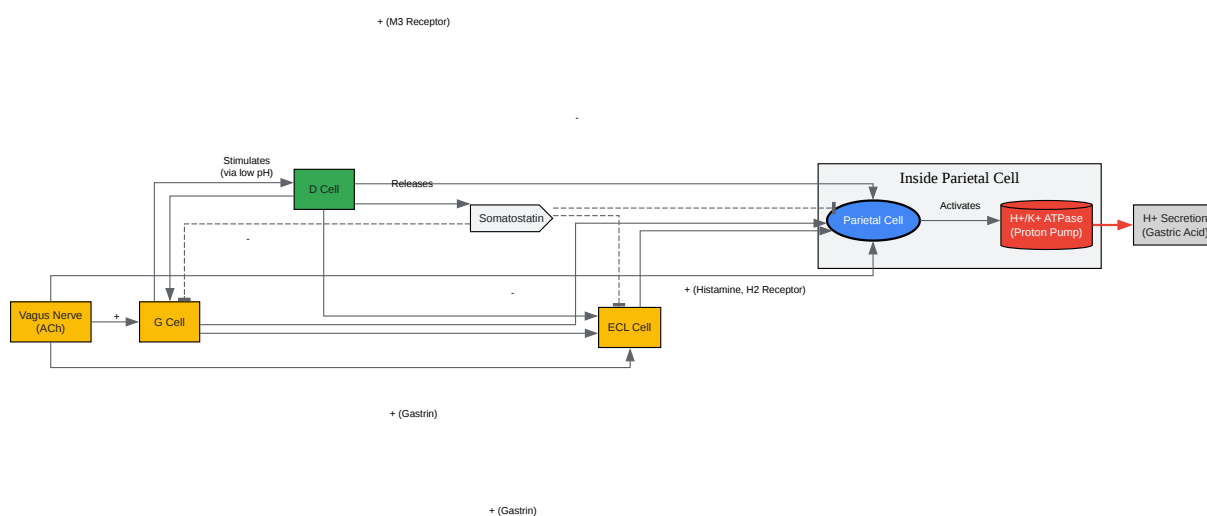 + (M3 Receptor)
-
Stimulates
(via low pH)
D Cell
Releases
Somatostatin
Inside Parietal Cell
Parietal Cell
Activates
H+/K+ ATPase
(Proton Pump)
H+ Secretion
(Gastric Acid)
-
-
+ (Histamine, H2 Receptor)
Vagus Nerve
(ACh)
+
G Cell
ECL Cell
+ (Gastrin)
+ (Gastrin)